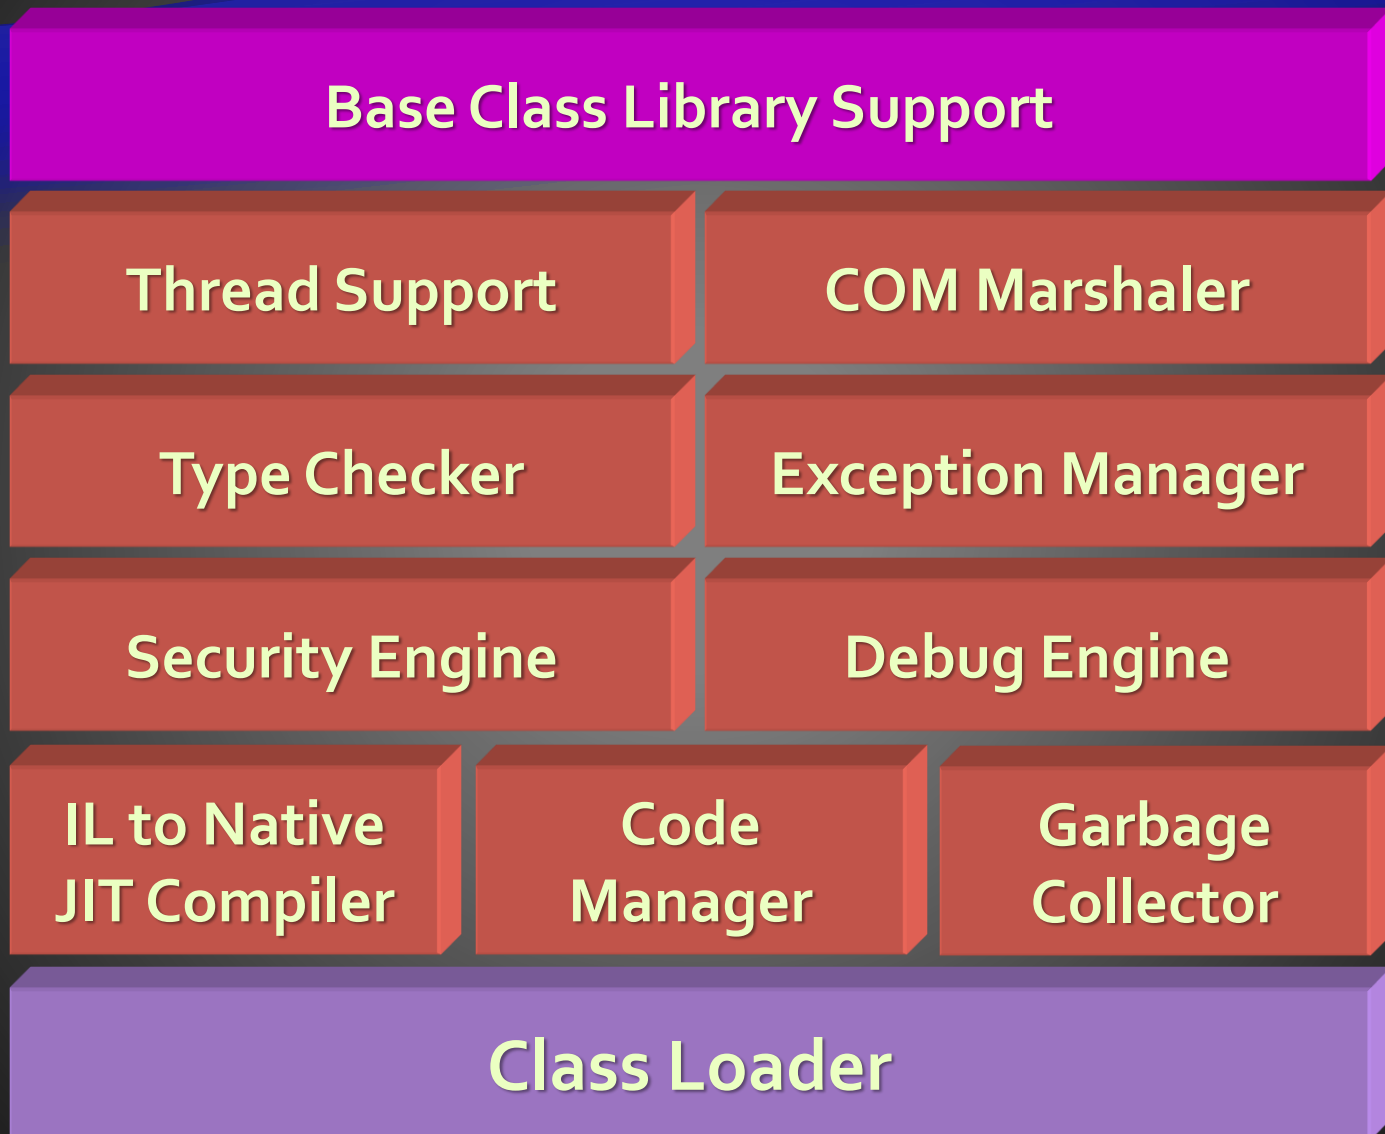 Base Class Library Support
Thread Support
COM Marshaler
Type Checker
Exception Manager
Security Engine
Debug Engine
IL to Native
JIT Compiler
Code
Manager
Garbage
Collector
Class Loader